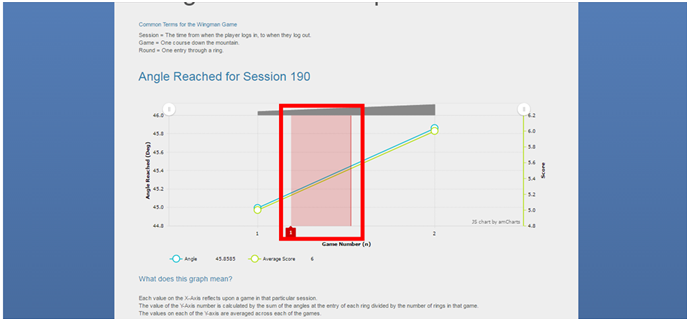 Common Terms for the Wingman Game
Session = The time from when the player logs in, to when they log out.
Game = One course down the mountain.
Round = One entry through a ring.
Angle Reached for Session 190
46.0
45.8
45.6
45.4
45.2
45.0
44.8
Angle Reached (Deg)
6.2
6.0
5.8
5.6
5.4
5.2
5.0
4.8
Score
JS chart by amCharts
1
1
2
Game Number (n)
Angle 45.8585 Average Score 6
What does this graph mean?
Each value on the X-Axis reflects upon a game in that particular session.
The value of the Y-Axis number is calculated by the sum of the angles at the entry of each ring divided by the number of rings in that game.
The values on each of the Y-axis are averaged across each of the games.